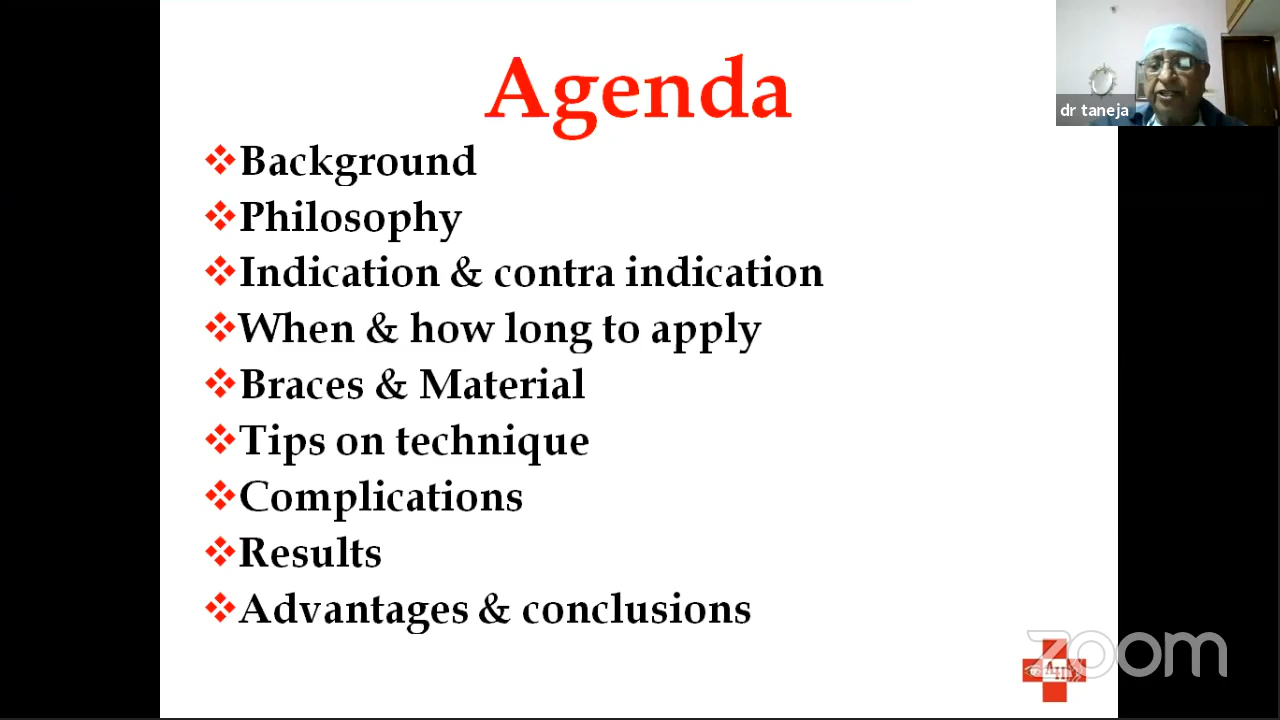 Agenda
dr taneja
❖Background
❖Philosophy
❖Indication & contra indication
❖When & how long to apply
❖Braces & Material
❖Tips on technique
❖Complications
❖Results
❖Advantages & conclusions
zoom